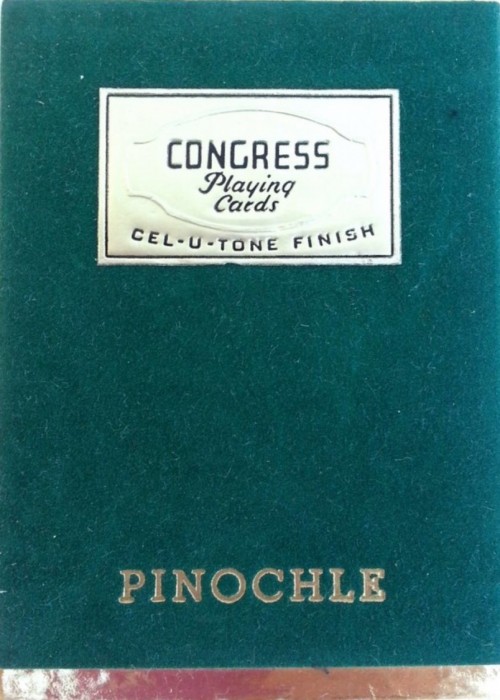 CONGRESS
Playing
Cards
CEL-U-TONE FINISH
PINOCHLE